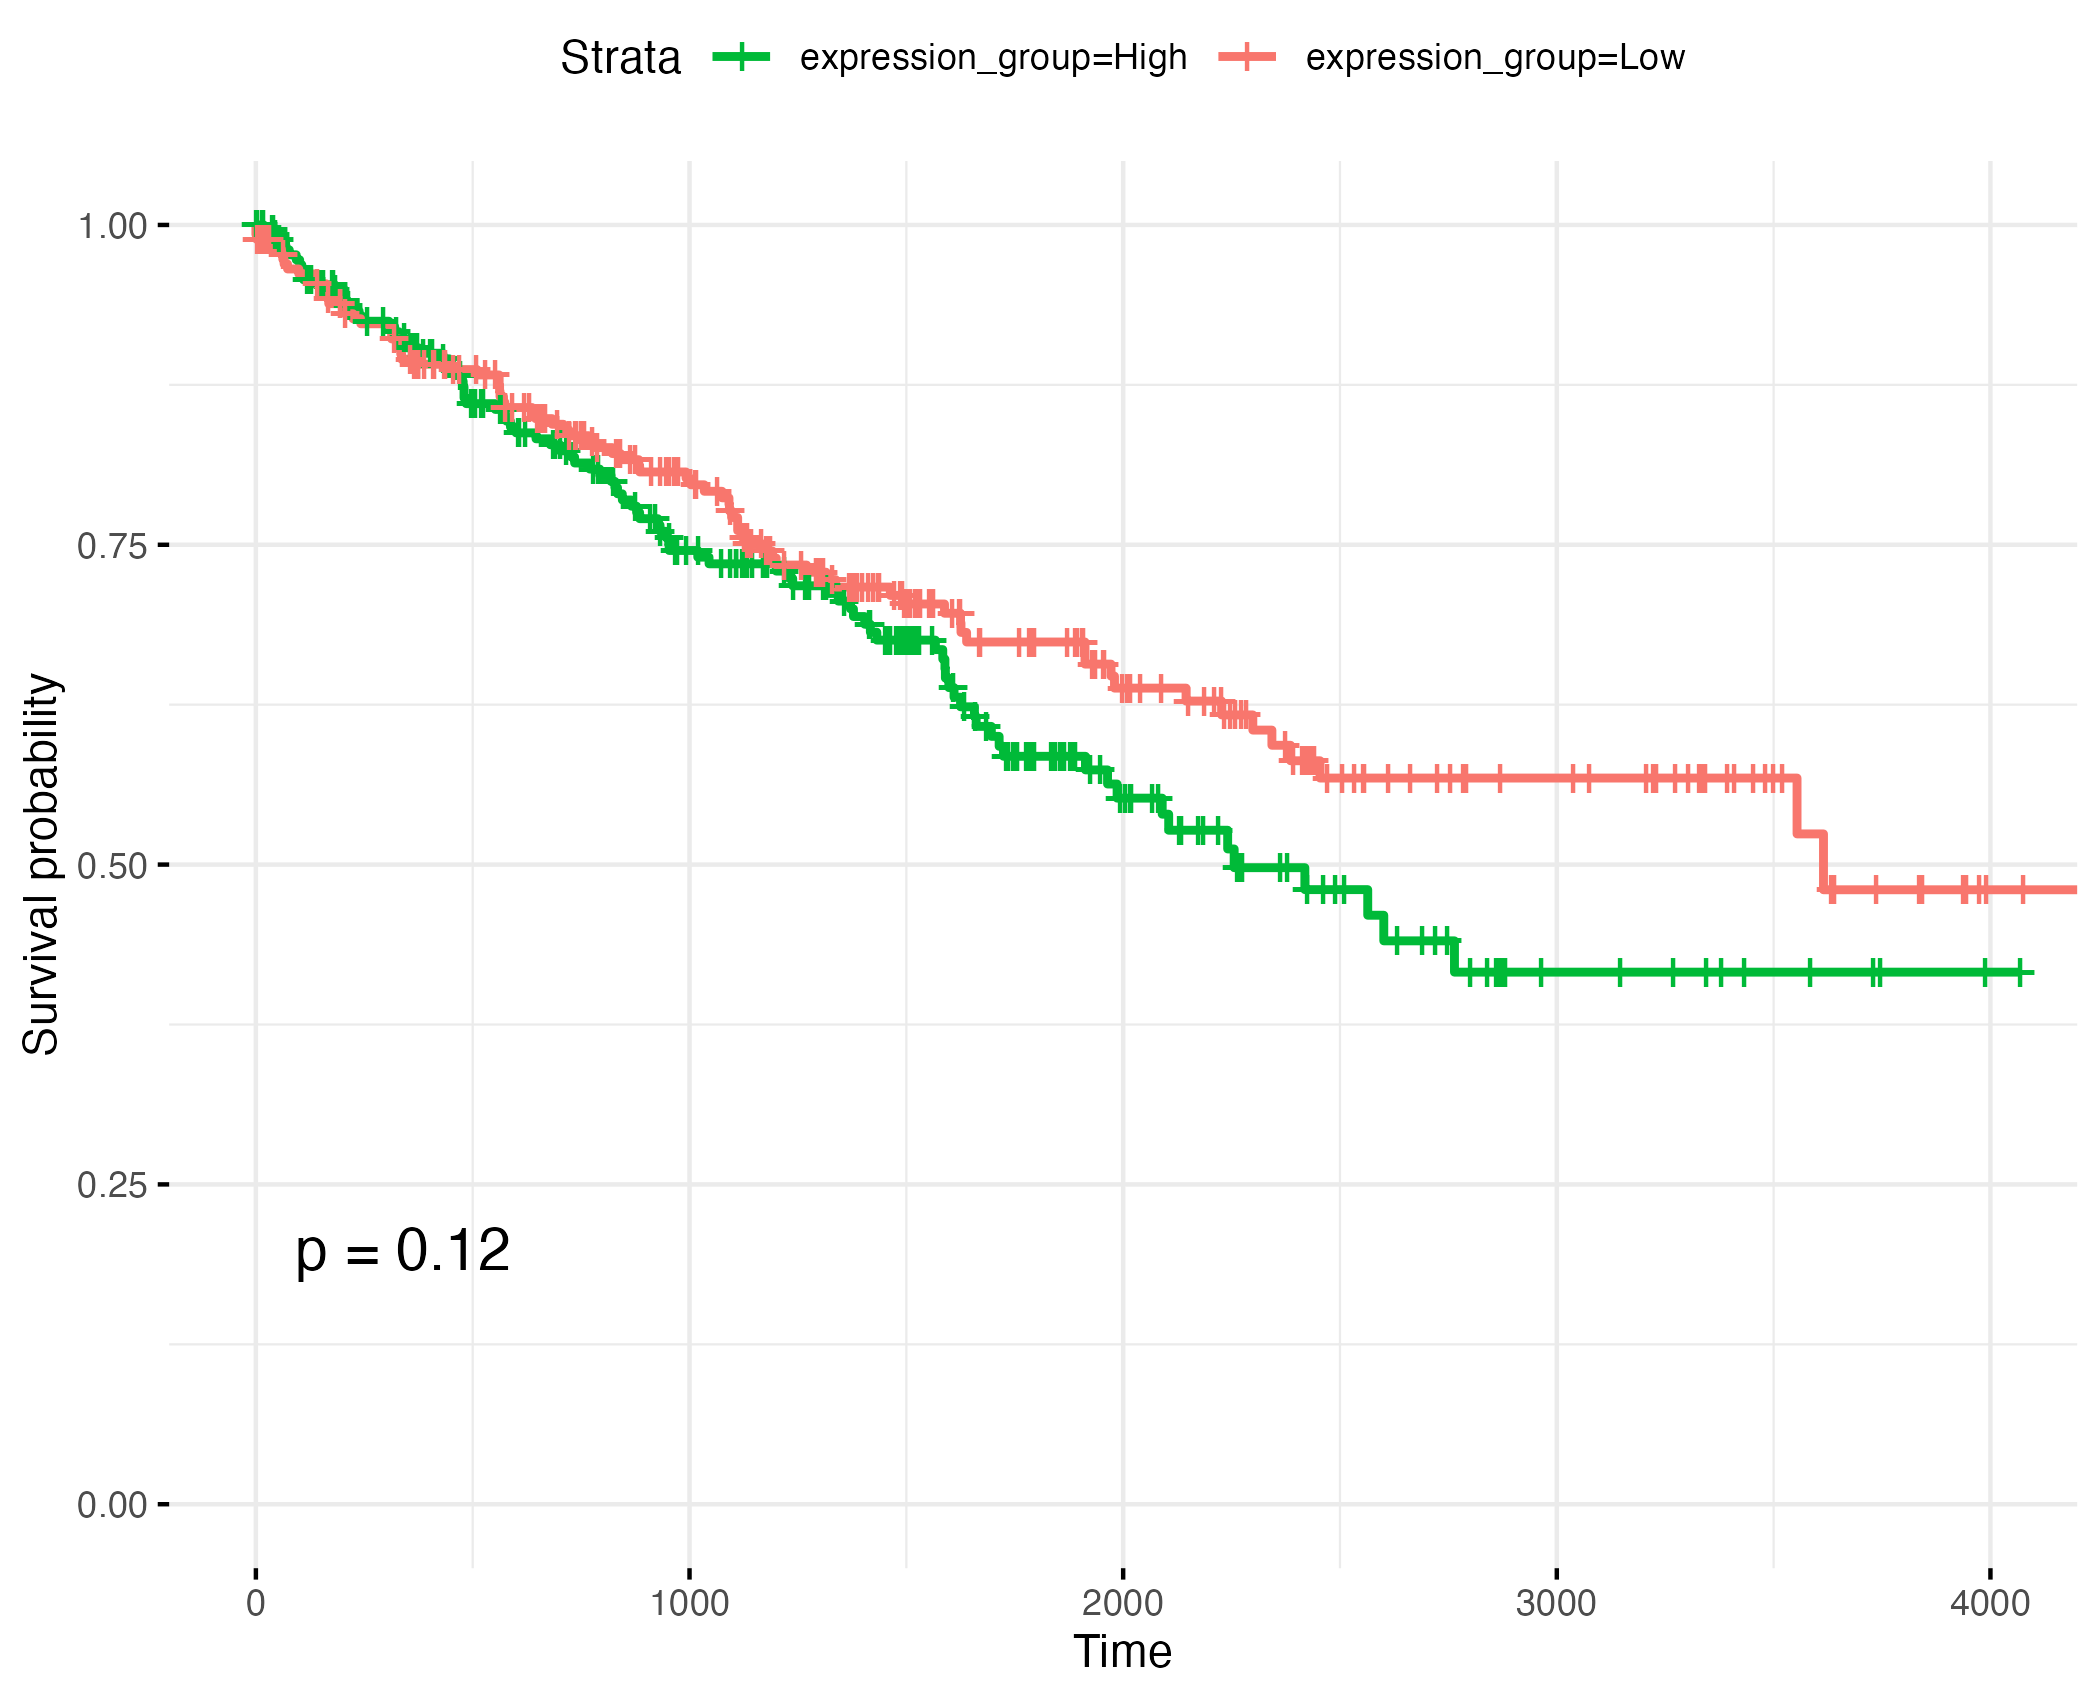 Strata expression_group=High expression_group=Low
1.00
0.75
0.50
0.25
0.00
Survival probability
p = 0.12
0 1000 2000 3000 4000
Time